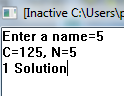 [Inactive C:\Users\p
Enter a name=5
C=125, N=5
1 Solution